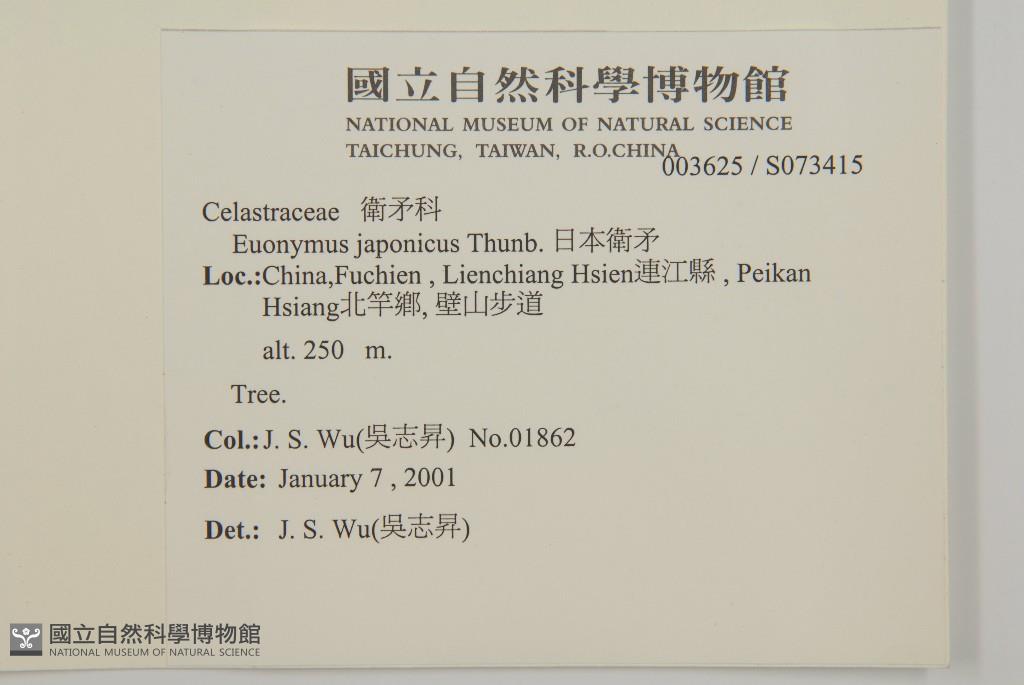 國立自然科學博物館
NATIONAL MUSEUM OF NATURAL SCIENCE
TAICHUNG, TAIWAN, R.O.CHINA
003625 / S073415
Celastraceae 衛矛科
Euonymus japonicus Thunb. 日本衛矛
Loc.:China,Fuchien , Lienchiang Hsien連江縣 , Peikan
Hsiang北竿鄉, 壁山步道
alt. 250 m.
Tree.
Col.: J. S. Wu(吳志昇) No.01862
Date: January 7 , 2001
Det.: J. S. Wu(吳志昇)
國立自然科學博物館
NATIONAL MUSEUM OF NATURAL SCIENCE